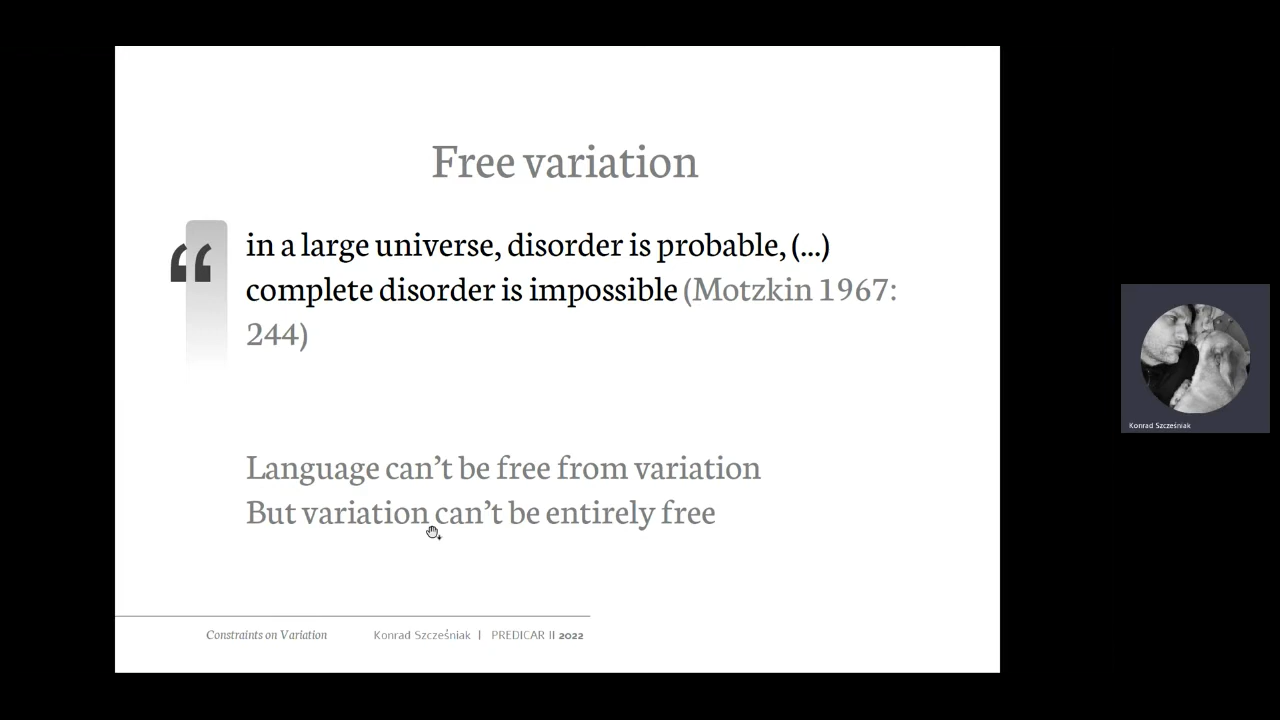 Free variation
“
in a large universe, disorder is probable, (...)
complete disorder is impossible (Motzkin 1967:
244)
Language can’t be free from variation
But variation can’t be entirely free
Constraints on Variation Konrad Szcześniak | PREDICAR II 2022
Konrad Szcześniak